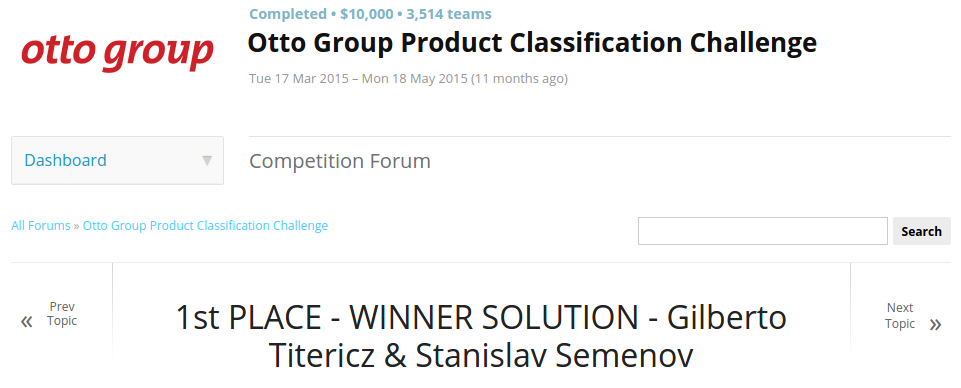 otto group
Completed • $10,000 • 3,514 teams
Otto Group Product Classification Challenge
Tue 17 Mar 2015 – Mon 18 May 2015 (11 months ago)
Dashboard
Competition Forum
All Forums » Otto Group Product Classification Challenge
Search
« Prev
Topic
1st PLACE - WINNER SOLUTION - Gilberto
Titericz & Stanislav Semenov
Next
Topic »